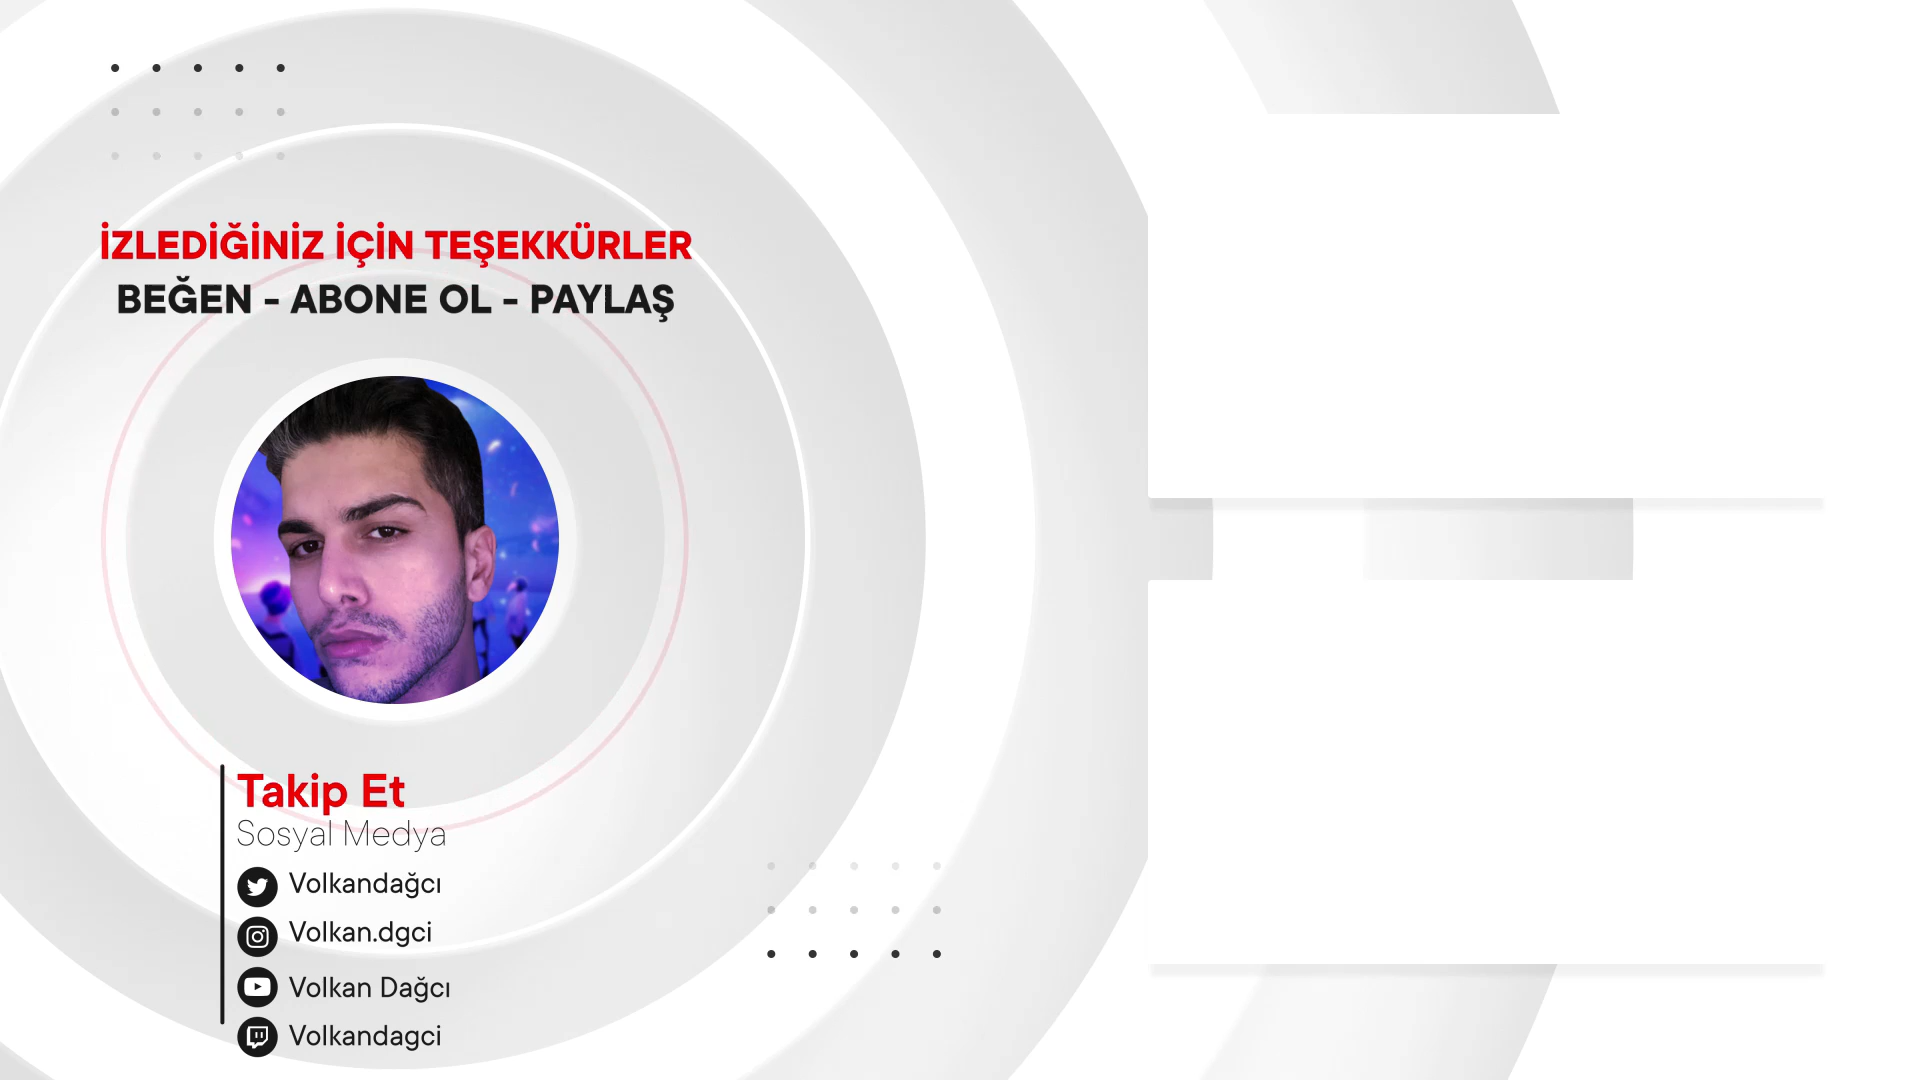 İZLEDİĞİNİZ İÇİN TEŞEKKÜRLER
BEĞEN - ABONE OL - PAYLAŞ
Takip Et
Sosyal Medya
Volkandağcı
Volkan.dgci
Volkan Dağcı
Volkandagci